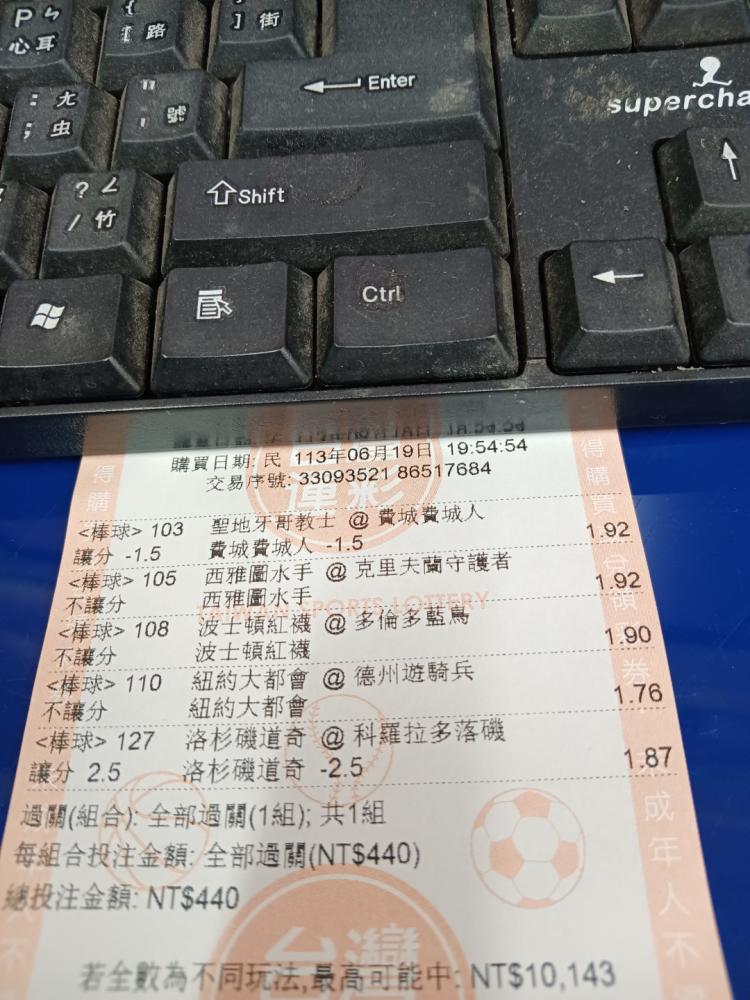 P ㄣ
心 耳
{
[ 路
] 街
← Enter
: ㄤ
; 虫
" 號
'
supercha
⇧Shift
? ㄥ
/ 竹
↑
Ctrl
←
購買日期: 民 113年06月19日 19:54:54
交易序號: 33093521 86517684
<棒球> 103 聖地牙哥教士 @ 費城費城人
讓分 -1.5 費城費城人 -1.5 1.92
<棒球> 105 西雅圖水手 @ 克里夫蘭守護者
不讓分 西雅圖水手 1.92
TAIWAN SPORTS LOTTERY
<棒球> 108 波士頓紅襪 @ 多倫多藍鳥
不讓分 波士頓紅襪 1.90
<棒球> 110 紐約大都會 @ 德州遊騎兵
不讓分 紐約大都會 1.76
<棒球> 127 洛杉磯道奇 @ 科羅拉多落磯
讓分 2.5 洛杉磯道奇 -2.5 1.87
過關(組合): 全部過關(1組); 共1組
每組合投注金額: 全部過關(NT$440)
總投注金額: NT$440
若全數為不同玩法,最高可能中: NT$10,143
運彩
台灣
得購
得購買
券
成年人不
不